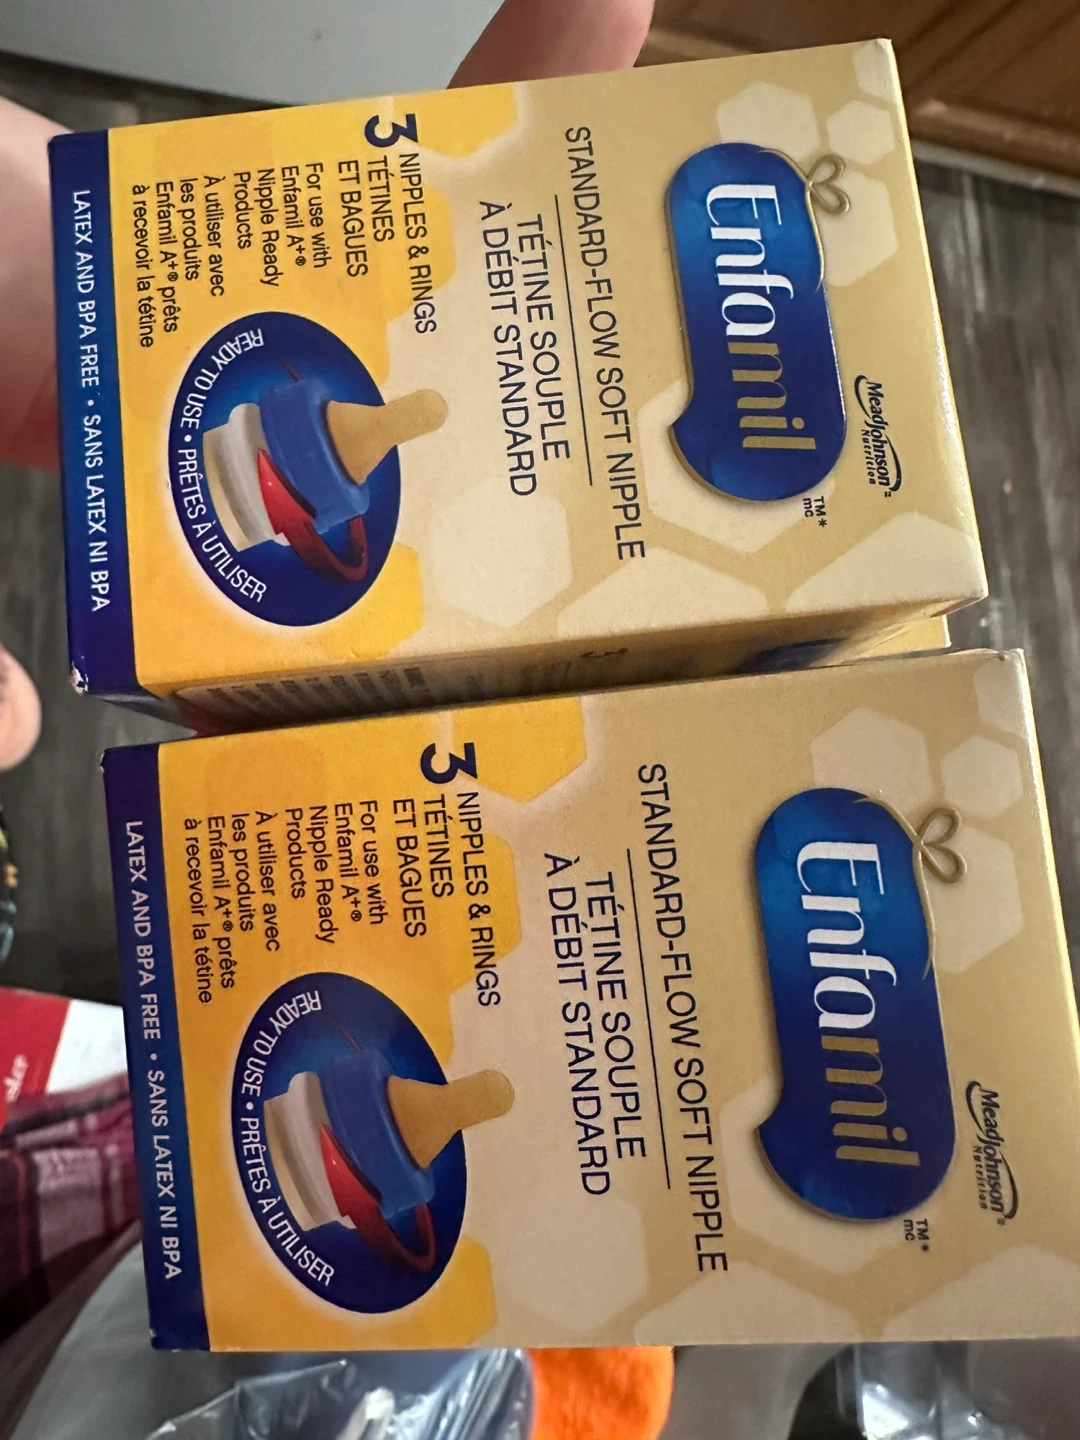 MeadJohnson
Nutrition
Enfamil
TM*
mc
STANDARD-FLOW SOFT NIPPLE
TÉTINE SOUPLE
À DÉBIT STANDARD
3 NIPPLES & RINGS
TÉTINES
ET BAGUES
For use with
Enfamil A+®
Nipple Ready
Products
À utiliser avec
les produits
Enfamil A+® prêts
à recevoir la tétine
READY TO USE • PRÊTES À UTILISER
LATEX AND BPA FREE • SANS LATEX NI BPA
MeadJohnson
Nutrition
Enfamil
TM*
mc
STANDARD-FLOW SOFT NIPPLE
TÉTINE SOUPLE
À DÉBIT STANDARD
3 NIPPLES & RINGS
TÉTINES
ET BAGUES
For use with
Enfamil A+®
Nipple Ready
Products
À utiliser avec
les produits
Enfamil A+® prêts
à recevoir la tétine
READY TO USE • PRÊTES À UTILISER
LATEX AND BPA FREE • SANS LATEX NI BPA